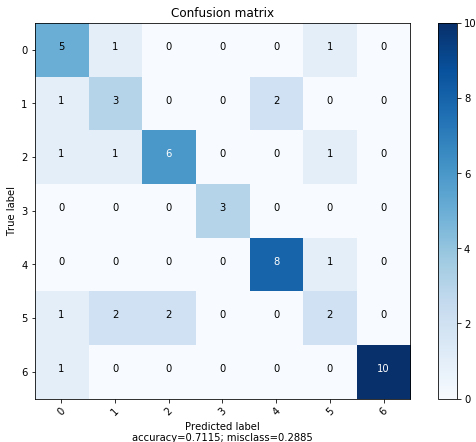 Confusion matrix
0 5 1 0 0 0 1 0
1 1 3 0 0 2 0 0
2 1 1 6 0 0 1 0
3 0 0 0 3 0 0 0
4 0 0 0 0 8 1 0
5 1 2 2 0 0 2 0
6 1 0 0 0 0 0 10
True label
0 1 2 3 4 5 6
Predicted label
accuracy=0.7115; misclass=0.2885
10
8
6
4
2
0